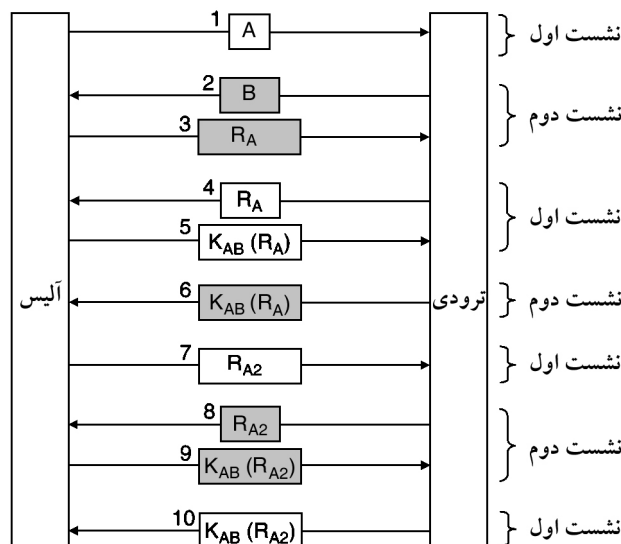 1 A نشست اول
2 B
نشست دوم
3 R_A
4 R_A
نشست اول
5 K_AB (R_A)
آلیس
ترودی
6 K_AB (R_A) نشست دوم
7 R_A2 نشست اول
8 R_A2
نشست دوم
9 K_AB (R_A2)
10 K_AB (R_A2) نشست اول